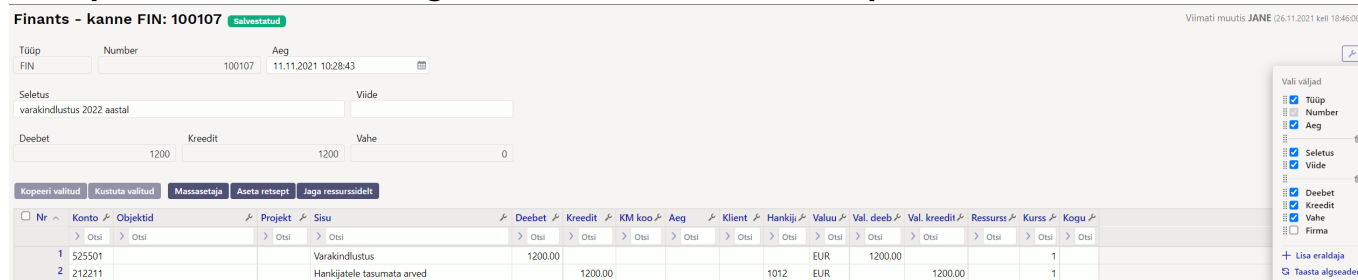 Finants - kanne FIN: 100107 Salvestatud
Viimati muutis JANE (26.11.2021 kell 18:46:00
Tüüp Number Aeg
FIN 100107 11.11.2021 10:28:43
Seletus Viide
varakindlustus 2022 aastal
Deebet Kreedit Vahe
1200 1200 0
Kopeeri valitud Kustuta valitud Massasetaja Aseta retsept Jaga ressurssidelt
Nr Konto Objektid Projekt Sisu Deebet Kreedit KM koo Aeg Klient Hankija Valuu Val. deeb Val. kreedit Ressurss Kurss Kogu
Otsi Otsi Otsi Otsi Otsi Otsi Otsi Otsi Otsi Otsi Otsi Otsi Otsi Otsi Otsi Otsi
1 525501 Varakindlustus 1200.00 EUR 1200.00 1
2 212211 Hankijatele tasumata arved 1200.00 1012 EUR 1200.00 1
Vali väljad
Tüüp
Number
Aeg
Seletus
Viide
Deebet
Kreedit
Vahe
Firma
+ Lisa eraldaja
Taasta algseaded